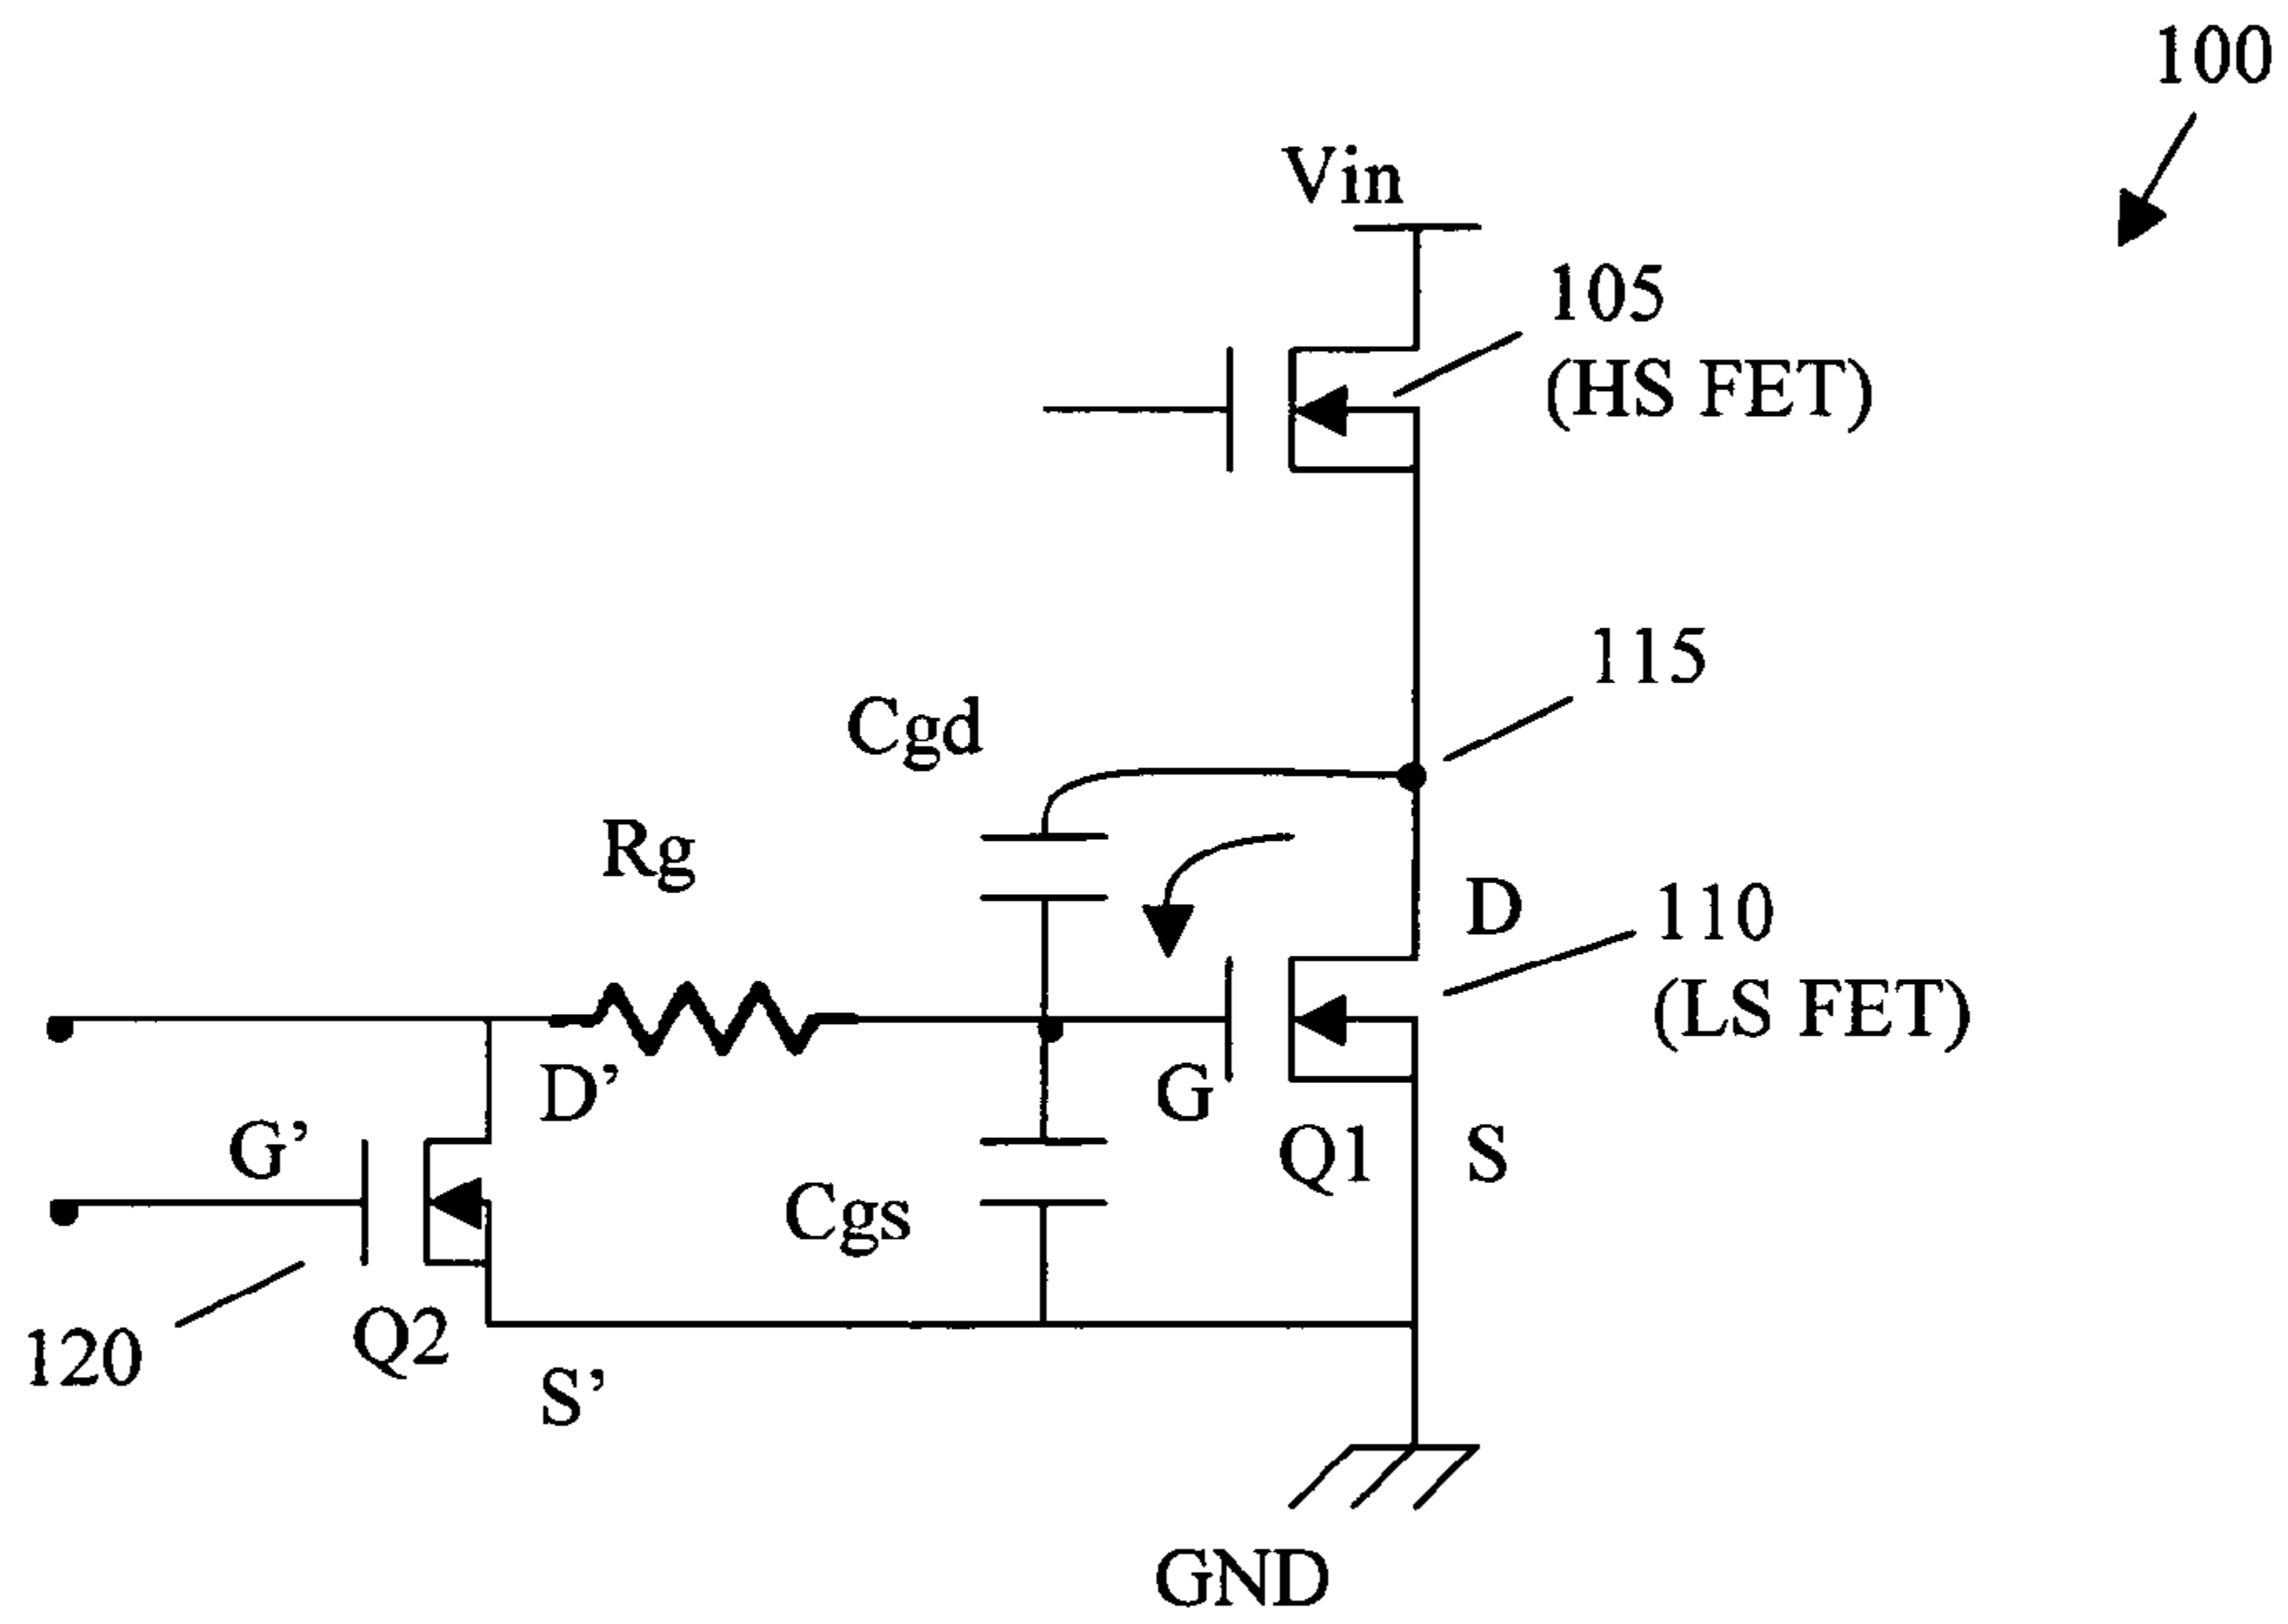 100
Vin
105
(HS FET)
115
Cgd
Rg
D
110
(LS FET)
D’
G
G’
Q1
S
Cgs
120
Q2
S’
GND